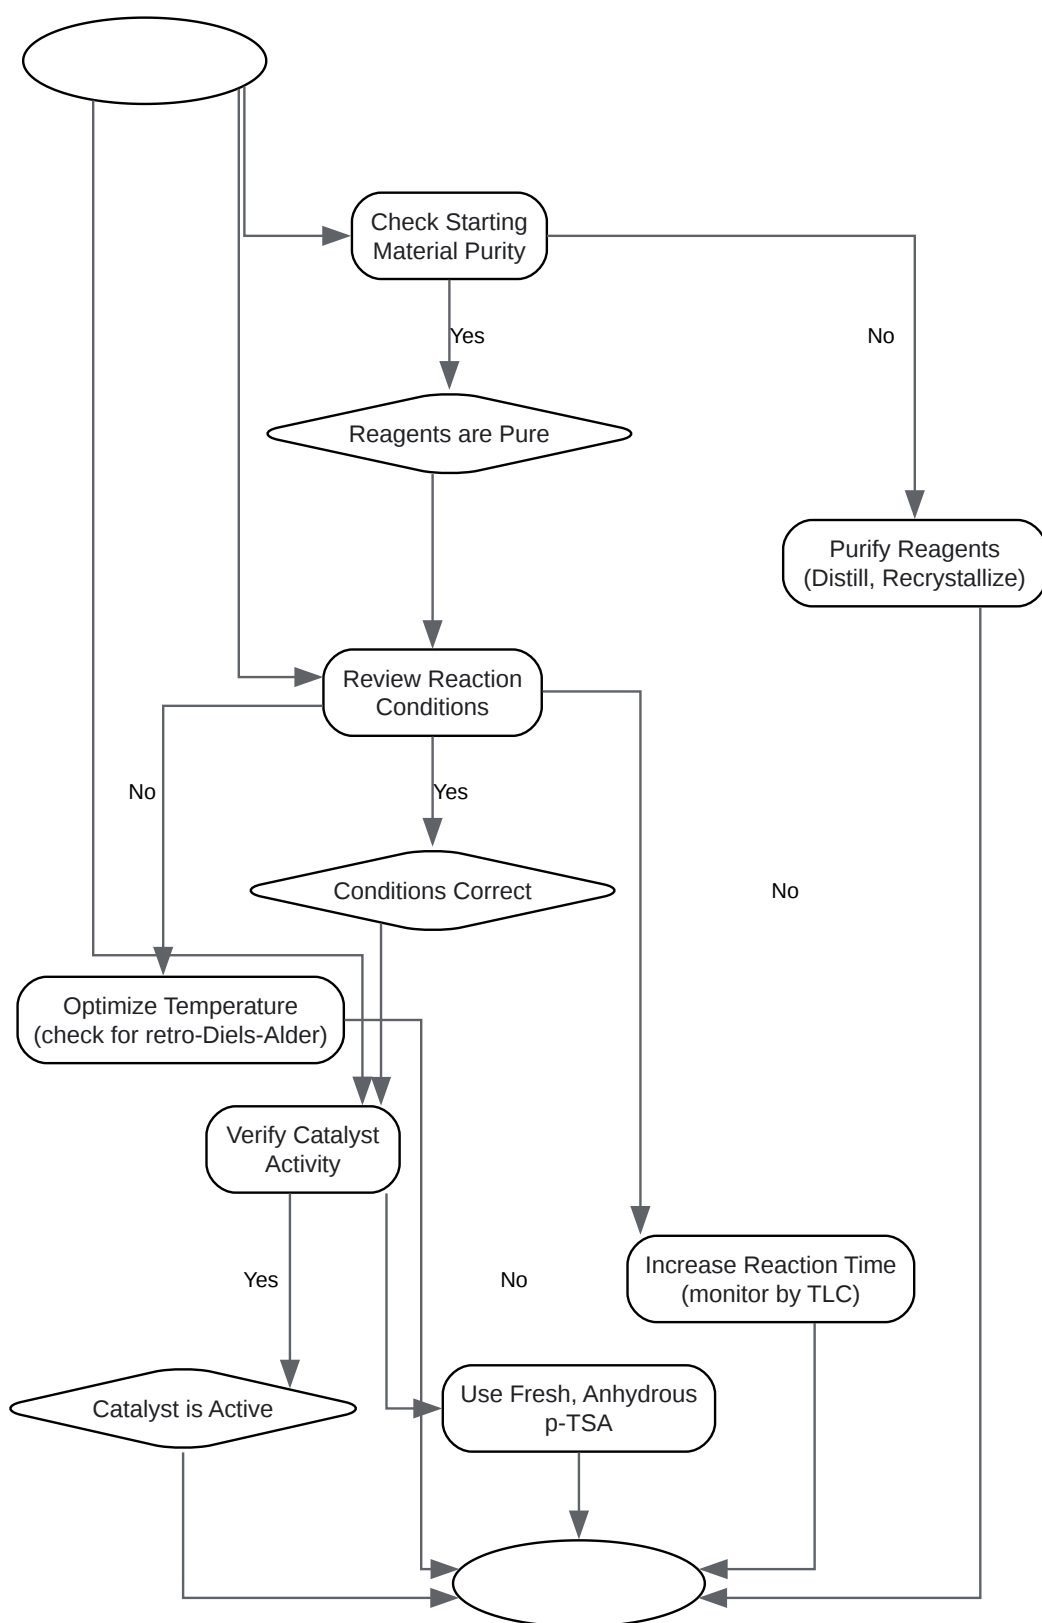 Check Starting
Material Purity
Yes
No
Reagents are Pure
Purify Reagents
(Distill, Recrystallize)
Review Reaction
Conditions
No
Yes
Conditions Correct
No
Optimize Temperature
(check for retro-Diels-Alder)
Verify Catalyst
Activity
Yes
No
Increase Reaction Time
(monitor by TLC)
Catalyst is Active
Use Fresh, Anhydrous
p-TSA